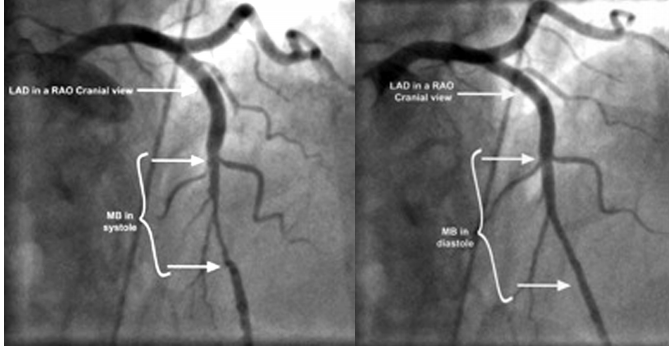 LAD in a RAO Cranial view
MB in
systole
LAD in a RAO
Cranial view
MB in
diastole